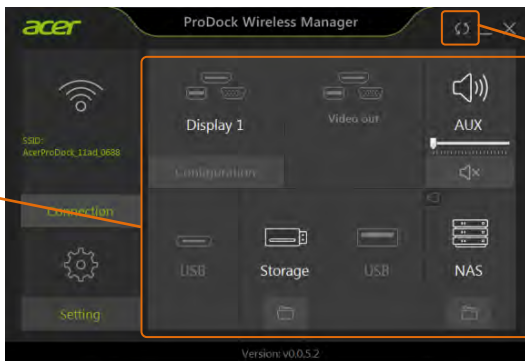 acer
ProDock Wireless Manager
SSID:
AcerProDock_11ad_0688
Connection
Setting
Display 1
Configuration
Video out
AUX
USB
Storage
USB
NAS
Version: v0.0.5.2